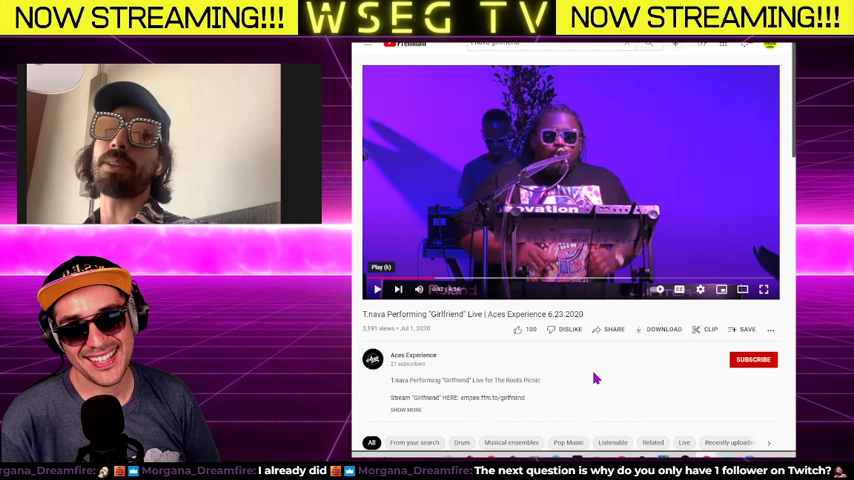 NOW STREAMING!!!
WSEG TV
NOW STREAMING!!!
Premium
Play (k)
ovation
Roland
T.nava Performing "Girlfriend" Live | Aces Experience 6.23.2020
3,191 views • Jul 1, 2020
100
DISLIKE
SHARE
DOWNLOAD
CLIP
SAVE
Aces Experience
21 subscribers
SUBSCRIBE
T.nava Performing "Girlfriend" Live for The Roots Picnic
Stream "Girlfriend" HERE: empire.ffm.to/girlfriend
SHOW MORE
All
From your search
Drum
Musical ensembles
Pop Music
Listenable
Related
Live
Recently uploade
rgana_Dreamfire: Morgana_Dreamfire: I already did Morgana_Dreamfire: The next question is why do you only have 1 follower on Twitch?